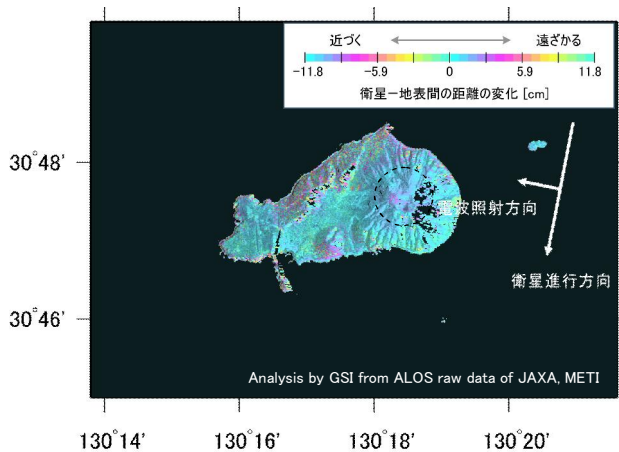 近づく 遠ざかる
-11.8 -5.9 0 5.9 11.8
衛星－地表間の距離の変化 [cm]
30°48'
電波照射方向
衛星進行方向
30°46'
Analysis by GSI from ALOS raw data of JAXA, METI
130°14' 130°16' 130°18' 130°20'